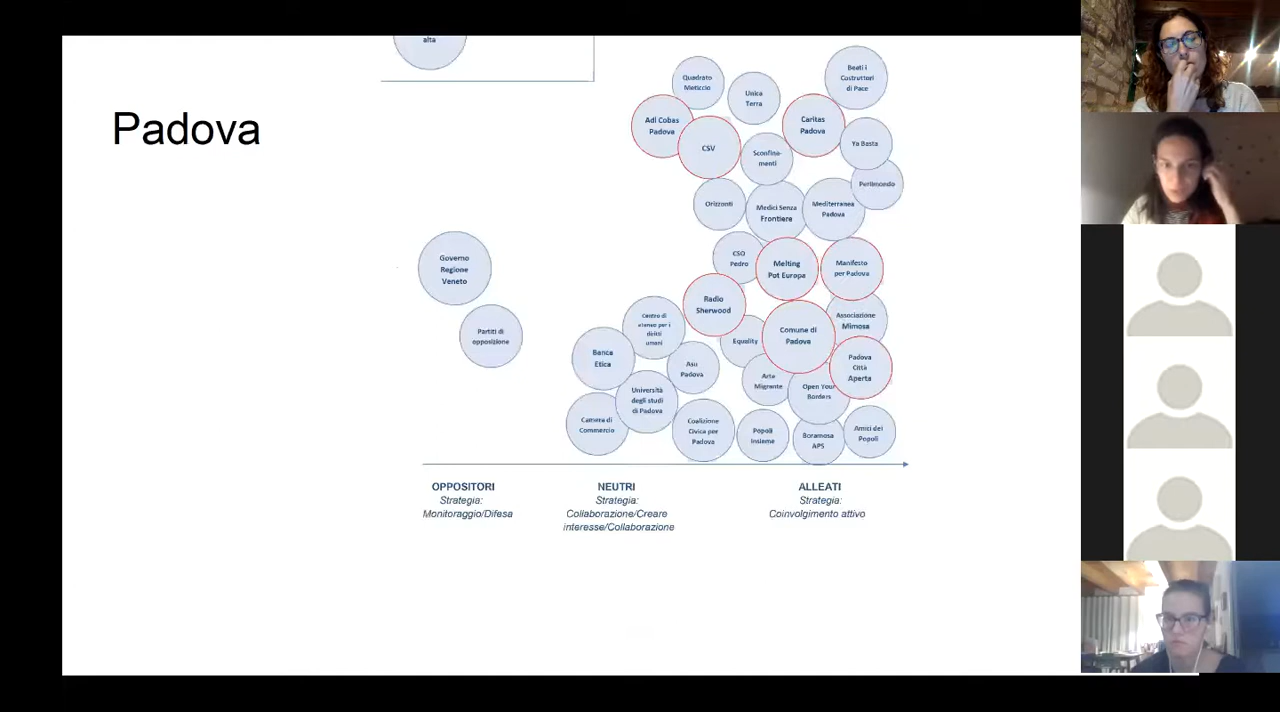 alta
Padova
Quadrato
Meticcio
Unica
Terra
Beati i
Costruttori
di Pace
Adl Cobas
Padova
CSV
Caritas
Padova
Sconfina-
menti
Ya Basta
Perilmondo
Orizzonti
Medici Senza
Frontiere
Mediterranea
Padova
CSO
Pedro
Melting
Pot Europa
Manifesto
per Padova
Governo
Regione
Veneto
Radio
Sherwood
Centro di
ateneo per i
diritti
umani
Associazione
Mimosa
Comune di
Padova
Equality
Partiti di
opposizione
Banca
Etica
Asu
Padova
Padova
Città
Aperta
Arta
Migrante
Open Your
Borders
Università
degli studi
di Padova
Camera di
Commercio
Coalizione
Civica per
Padova
Popoli
Insieme
Boramosa
APS
Amici dei
Popoli
OPPOSITORI
Strategia:
Monitoraggio/Difesa
NEUTRI
Strategia:
Collaborazione/Creare
interesse/Collaborazione
ALLEATI
Strategia:
Coinvolgimento attivo